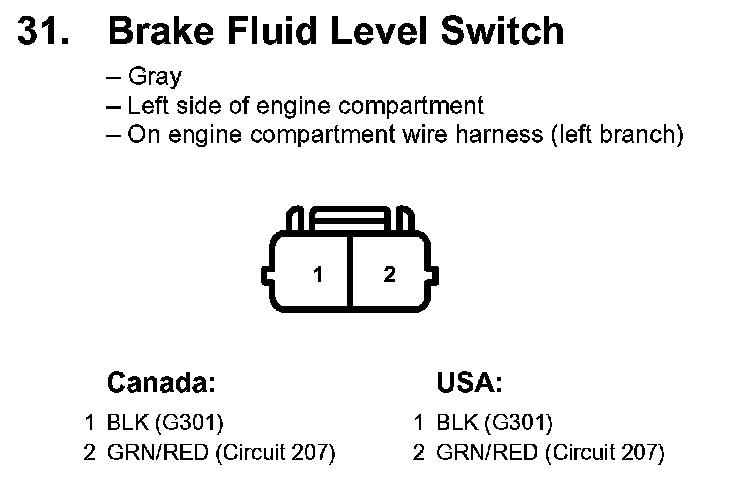 31. Brake Fluid Level Switch
– Gray
– Left side of engine compartment
– On engine compartment wire harness (left branch)
1 2
Canada:
1 BLK (G301)
2 GRN/RED (Circuit 207)
USA:
1 BLK (G301)
2 GRN/RED (Circuit 207)